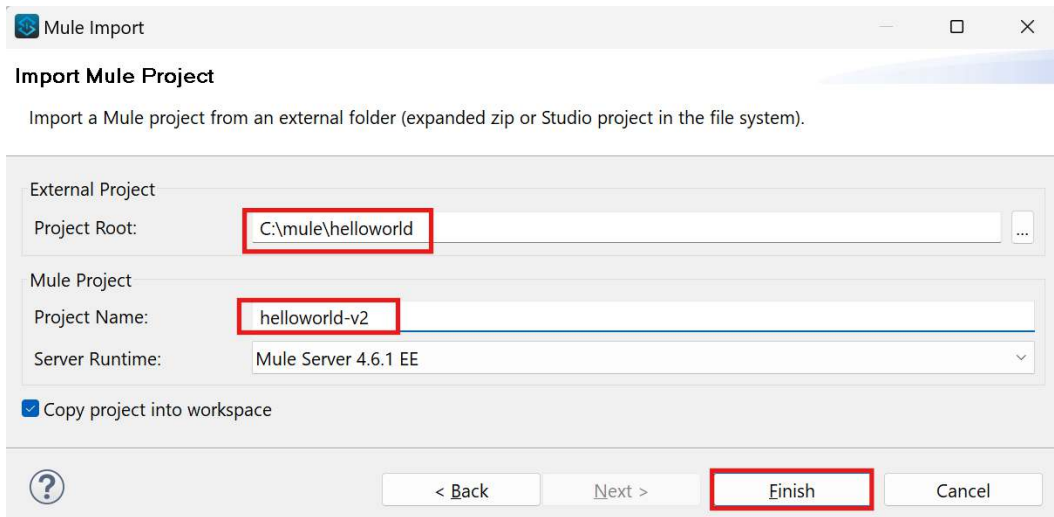 Mule Import
Import Mule Project
Import a Mule project from an external folder (expanded zip or Studio project in the file system).
External Project
Project Root: C:\mule\helloworld ...
Mule Project
Project Name: helloworld-v2
Server Runtime: Mule Server 4.6.1 EE
Copy project into workspace
? < Back Next > Finish Cancel